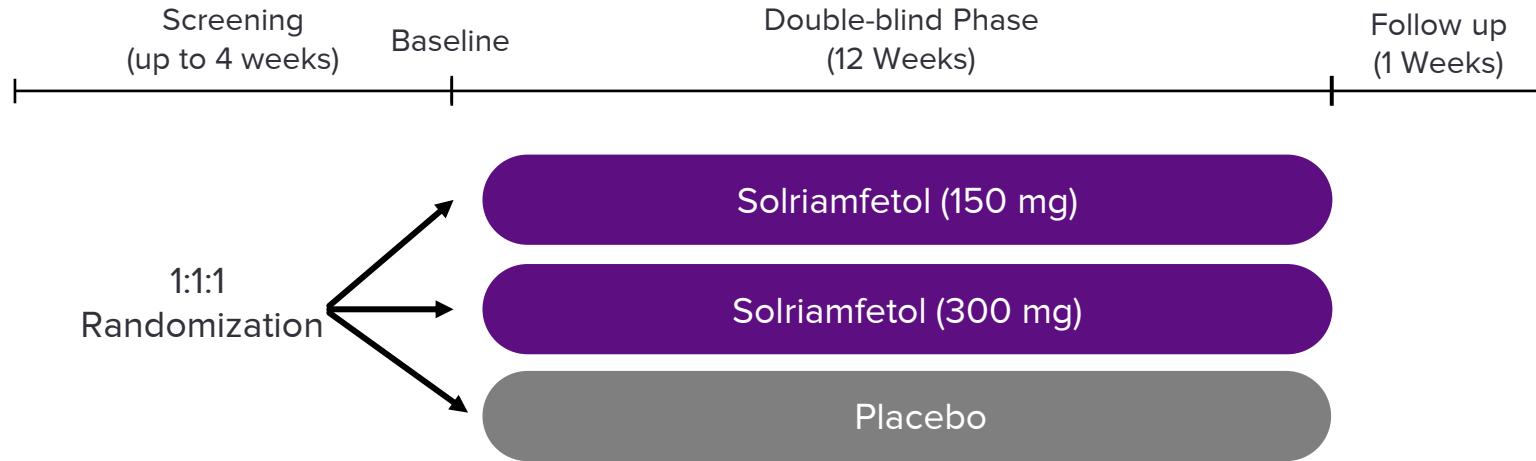 Screening
(up to 4 weeks)
Baseline
Double-blind Phase
(12 Weeks)
Follow up
(1 Weeks)
1:1:1
Randomization
Solriamfetol (150 mg)
Solriamfetol (300 mg)
Placebo